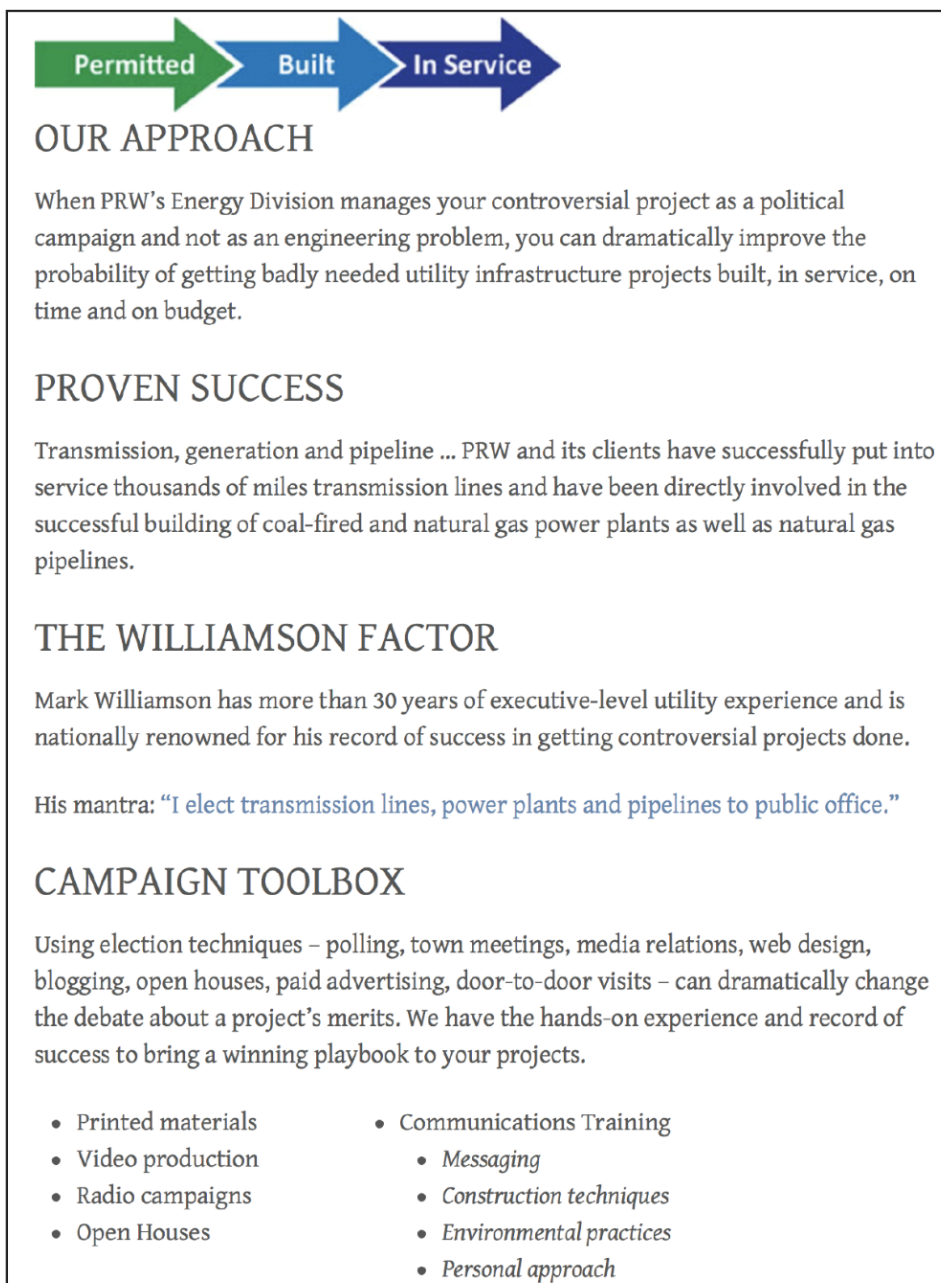 Permitted Built In Service
OUR APPROACH
When PRW’s Energy Division manages your controversial project as a political
campaign and not as an engineering problem, you can dramatically improve the
probability of getting badly needed utility infrastructure projects built, in service, on
time and on budget.
PROVEN SUCCESS
Transmission, generation and pipeline ... PRW and its clients have successfully put into
service thousands of miles transmission lines and have been directly involved in the
successful building of coal-fired and natural gas power plants as well as natural gas
pipelines.
THE WILLIAMSON FACTOR
Mark Williamson has more than 30 years of executive-level utility experience and is
nationally renowned for his record of success in getting controversial projects done.
His mantra: “I elect transmission lines, power plants and pipelines to public office.”
CAMPAIGN TOOLBOX
Using election techniques – polling, town meetings, media relations, web design,
blogging, open houses, paid advertising, door-to-door visits – can dramatically change
the debate about a project’s merits. We have the hands-on experience and record of
success to bring a winning playbook to your projects.
• Printed materials
• Video production
• Radio campaigns
• Open Houses
• Communications Training
• Messaging
• Construction techniques
• Environmental practices
• Personal approach